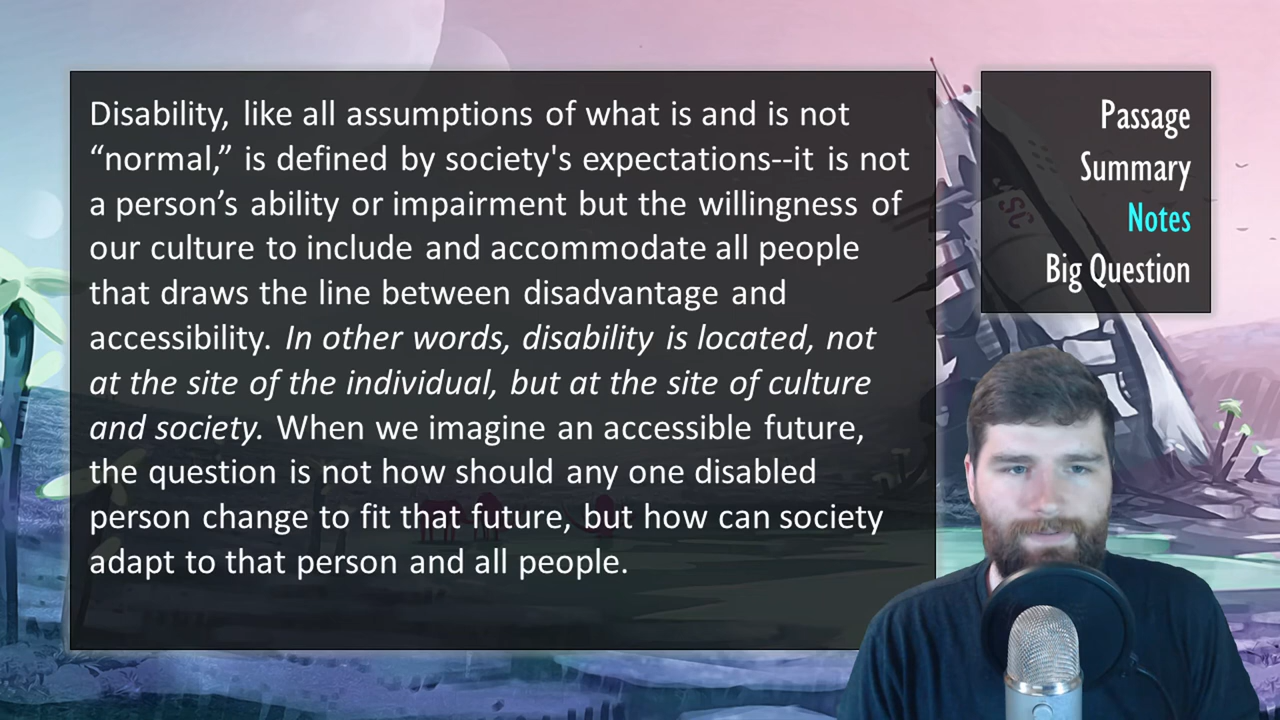 Disability, like all assumptions of what is and is not
“normal,” is defined by society's expectations--it is not
a person’s ability or impairment but the willingness of
our culture to include and accommodate all people
that draws the line between disadvantage and
accessibility. In other words, disability is located, not
at the site of the individual, but at the site of culture
and society. When we imagine an accessible future,
the question is not how should any one disabled
person change to fit that future, but how can society
adapt to that person and all people.
Passage
Summary
Notes
Big Question
MSC